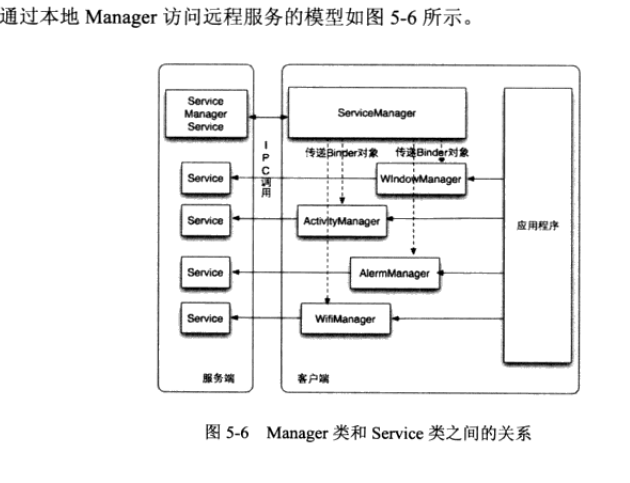 通过本地 Manager 访问远程服务的模型如图 5-6 所示。
Service
Manager
Service
ServiceManager
IPC调用
传递Binder对象
传递Binder对象
Service
WIndowManager
Service
ActivityManager
应用程序
Service
AlermManager
Service
WifiManager
服务端
客户端
图 5-6 Manager 类和 Service 类之间的关系